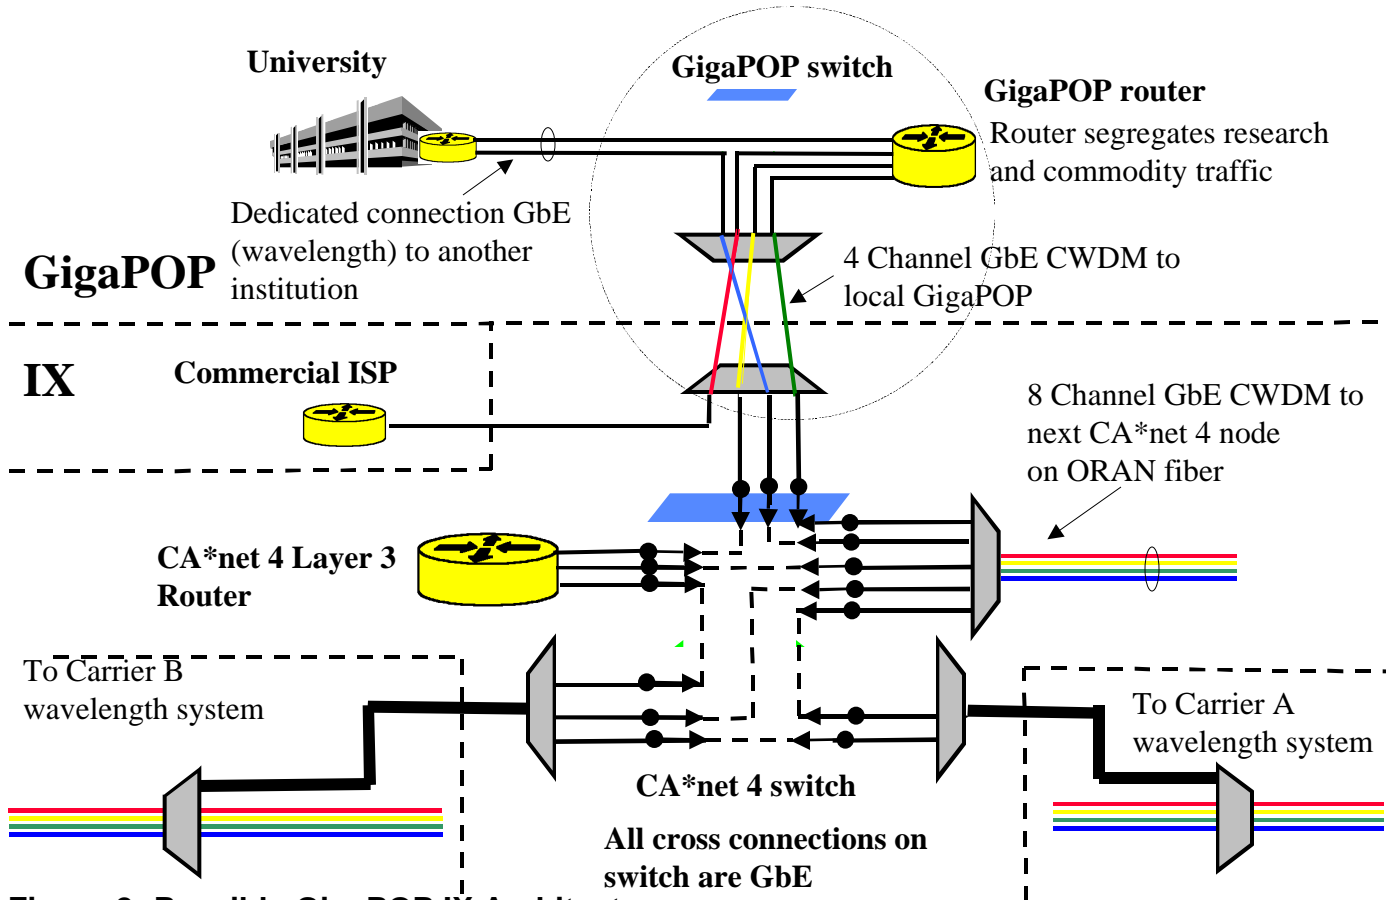 University
GigaPOP switch
GigaPOP router
Router segregates research
and commodity traffic
Dedicated connection GbE
(wavelength) to another
institution
GigaPOP
4 Channel GbE CWDM to
local GigaPOP
IX
Commercial ISP
8 Channel GbE CWDM to
next CA*net 4 node
on ORAN fiber
CA*net 4 Layer 3
Router
To Carrier B
wavelength system
To Carrier A
wavelength system
CA*net 4 switch
All cross connections on
switch are GbE